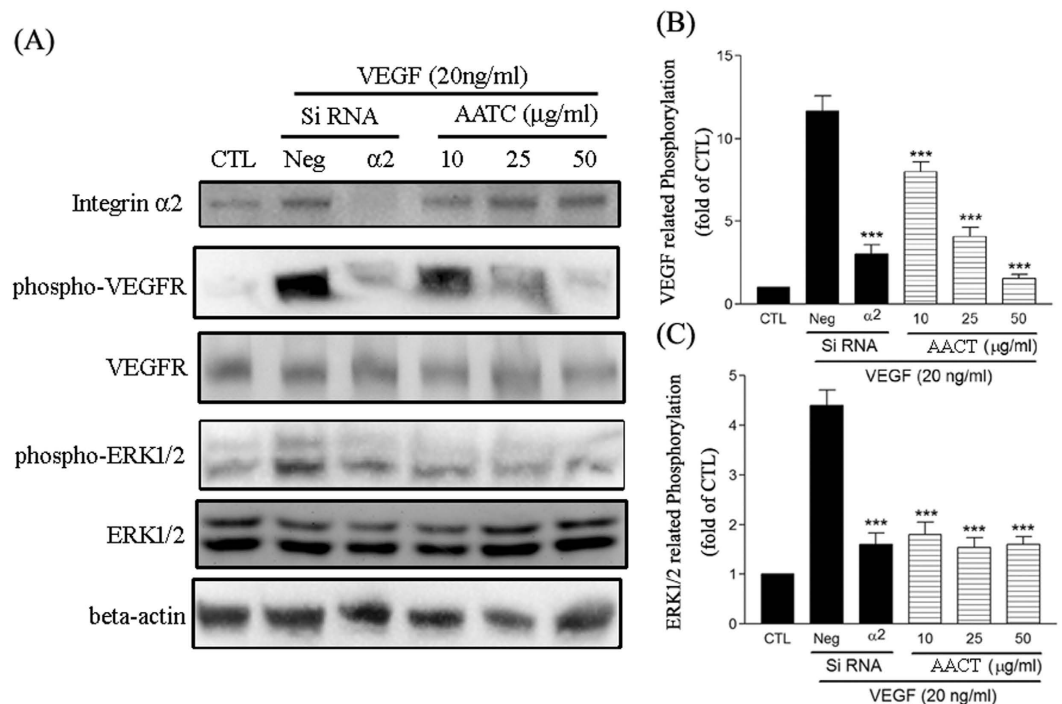 (A)
VEGF (20ng/ml)
Si RNA AATC (µg/ml)
CTL Neg α2 10 25 50
Integrin α2
phospho-VEGFR
VEGFR
phospho-ERK1/2
ERK1/2
beta-actin
(B)
VEGF related Phosphorylation
(fold of CTL)
15
10
5
0
***
***
***
***
CTL Neg α2 10 25 50
Si RNA AACT (µg/ml)
VEGF (20 ng/ml)
(C)
ERK1/2 related Phosphorylation
(fold of CTL)
5
4
3
2
1
0
*** *** *** ***
CTL Neg α2 10 25 50
Si RNA AACT (µg/ml)
VEGF (20 ng/ml)